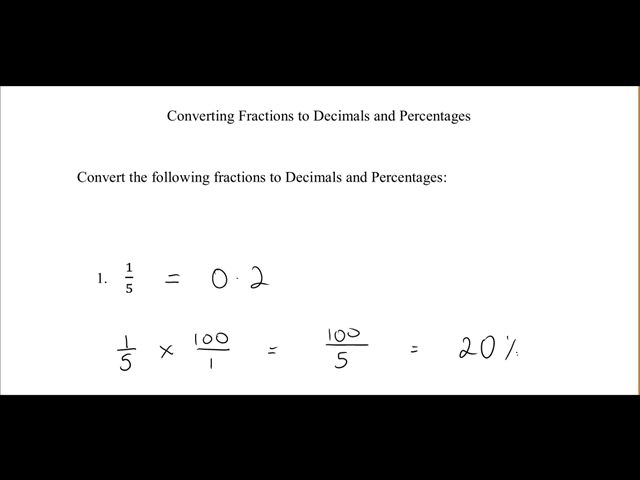 Converting Fractions to Decimals and Percentages
Convert the following fractions to Decimals and Percentages:
1. 1/5 = 0.2
1/5 × 100/1 = 100/5 = 20%